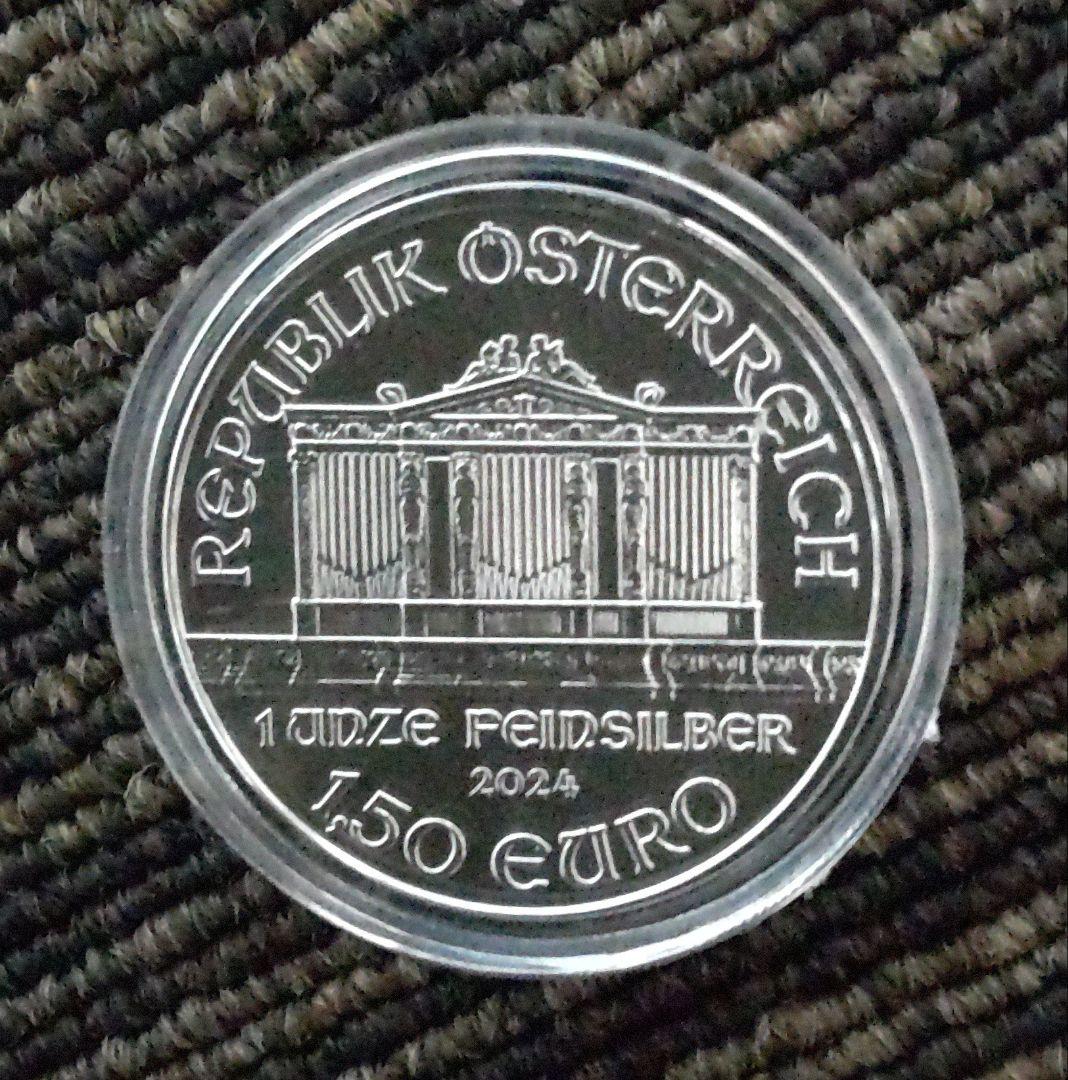 REPUBLIK ÖSTERREICH
1 UNZE FEINSILBER
2024
1,50 EURO